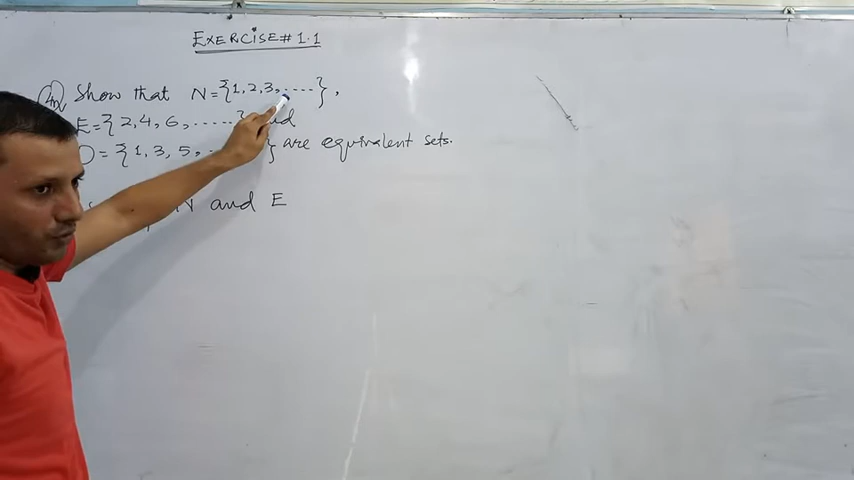 EXERCISE # 1.1
Show that N={1,2,3,.....},
E={2,4,6,......} and
O={1,3,5,... } are equivalent sets.
N and E